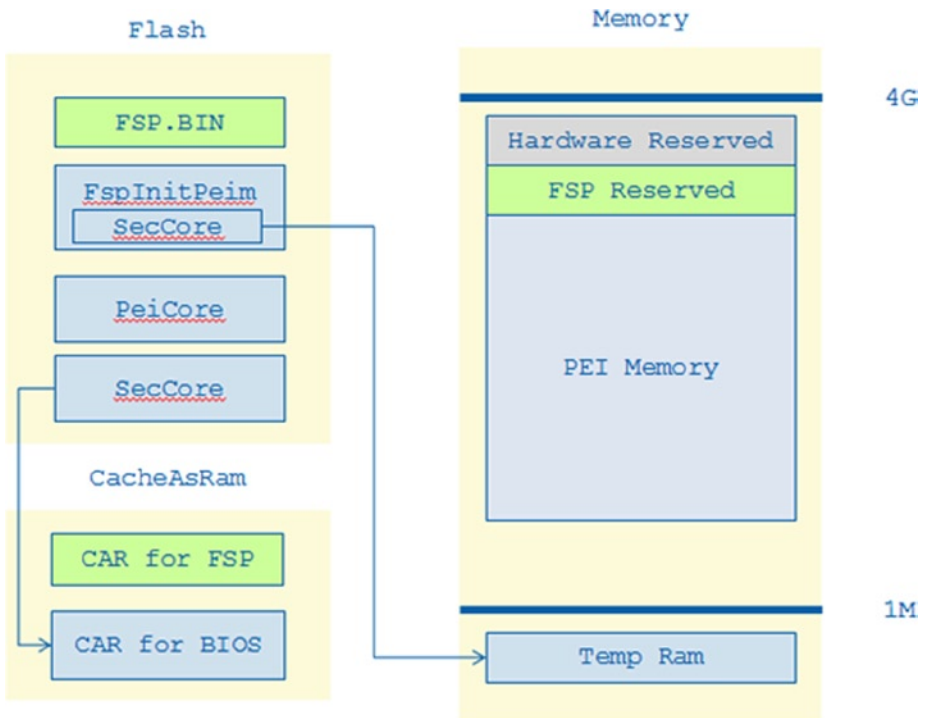 Flash
FSP.BIN
FspInitPeim
SecCore
PeiCore
SecCore
CacheAsRam
CAR for FSP
CAR for BIOS
Memory
4G
Hardware Reserved
FSP Reserved
PEI Memory
1M
Temp Ram